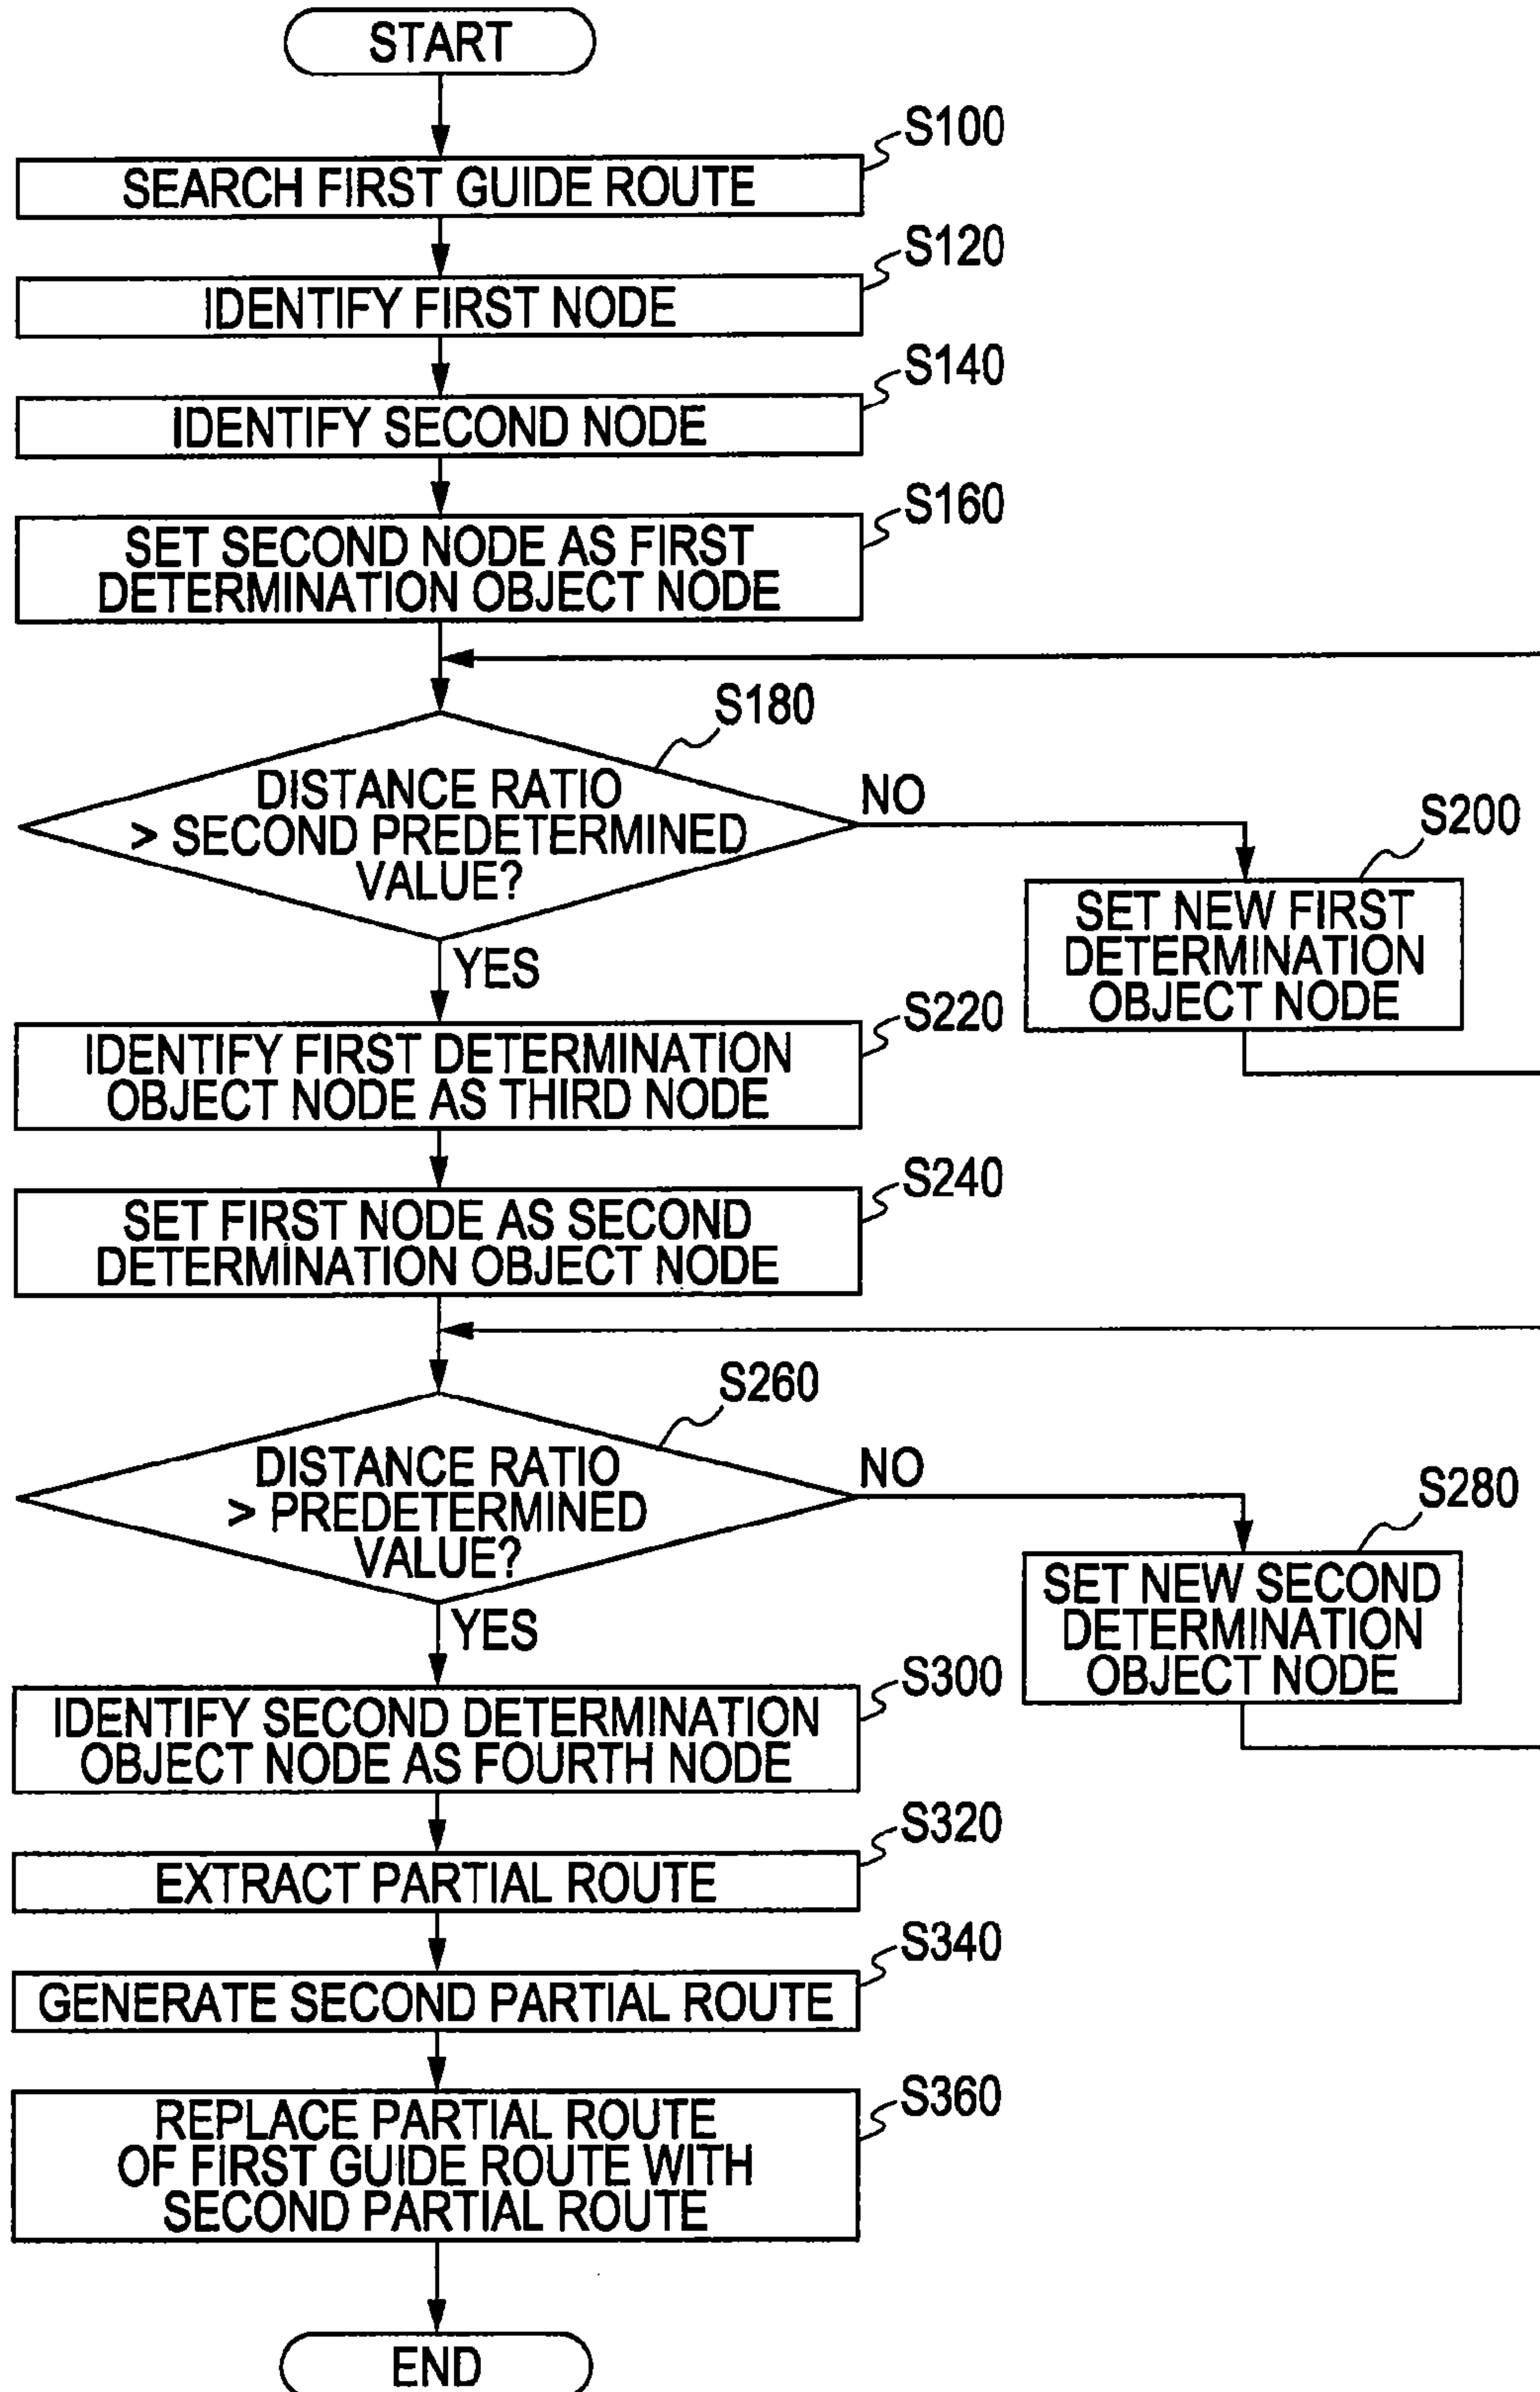 START
S100
SEARCH FIRST GUIDE ROUTE
S120
IDENTIFY FIRST NODE
S140
IDENTIFY SECOND NODE
S160
SET SECOND NODE AS FIRST
DETERMINATION OBJECT NODE
S180
DISTANCE RATIO
> SECOND PREDETERMINED
VALUE?
NO
S200
SET NEW FIRST
DETERMINATION
OBJECT NODE
YES
S220
IDENTIFY FIRST DETERMINATION
OBJECT NODE AS THIRD NODE
S240
SET FIRST NODE AS SECOND
DETERMINATION OBJECT NODE
S260
DISTANCE RATIO
> PREDETERMINED
VALUE?
NO
S280
SET NEW SECOND
DETERMINATION
OBJECT NODE
YES
S300
IDENTIFY SECOND DETERMINATION
OBJECT NODE AS FOURTH NODE
S320
EXTRACT PARTIAL ROUTE
S340
GENERATE SECOND PARTIAL ROUTE
S360
REPLACE PARTIAL ROUTE
OF FIRST GUIDE ROUTE WITH
SECOND PARTIAL ROUTE
END